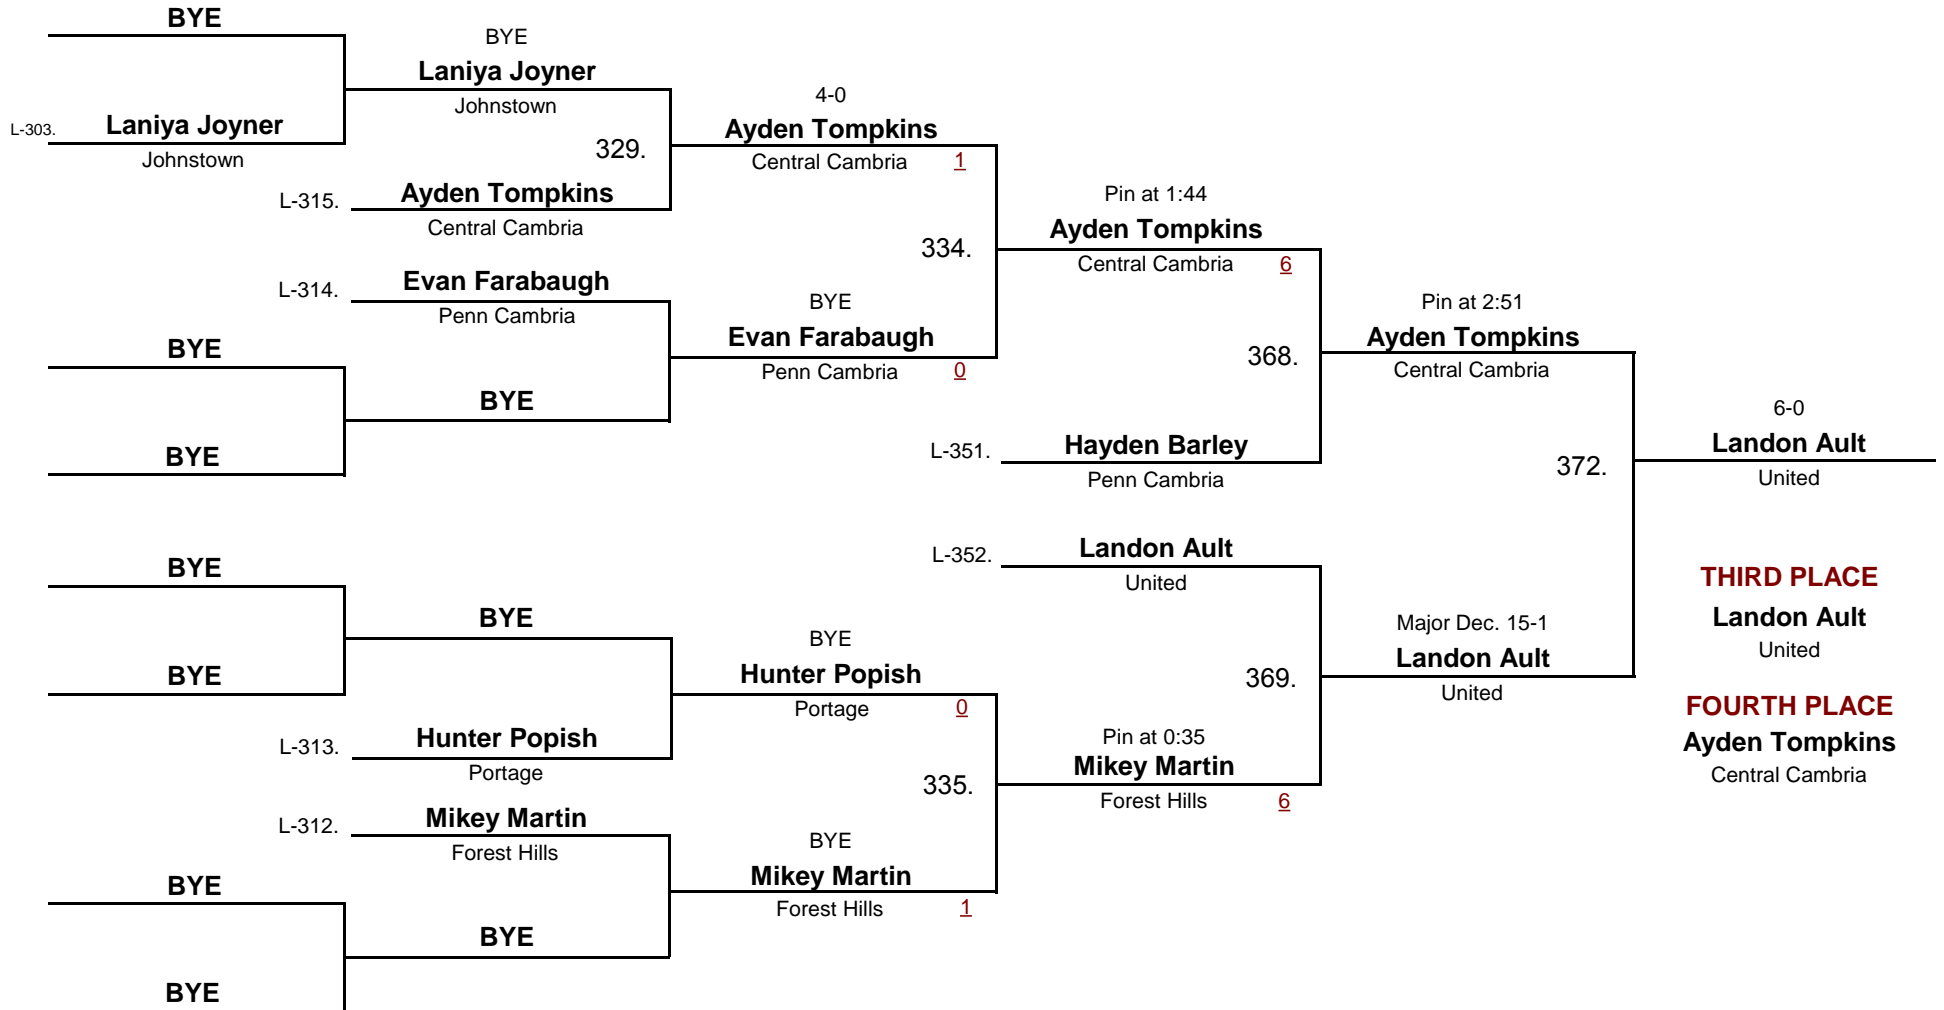 BYE
BYE
Laniya Joyner
Johnstown
L-303. Laniya Joyner
Johnstown
329.
4-0
Ayden Tompkins
Central Cambria 1
L-315. Ayden Tompkins
Central Cambria
334.
Pin at 1:44
Ayden Tompkins
Central Cambria 6
L-314. Evan Farabaugh
Penn Cambria
BYE
Evan Farabaugh
Penn Cambria 0
BYE
BYE
BYE
368.
Pin at 2:51
Ayden Tompkins
Central Cambria
L-351. Hayden Barley
Penn Cambria
372.
6-0
Landon Ault
United
L-352. Landon Ault
United
BYE
BYE
BYE
BYE
Hunter Popish
Portage 0
369.
Major Dec. 15-1
Landon Ault
United
THIRD PLACE
Landon Ault
United
FOURTH PLACE
Ayden Tompkins
Central Cambria
L-313. Hunter Popish
Portage
335.
Pin at 0:35
Mikey Martin
Forest Hills 6
L-312. Mikey Martin
Forest Hills
BYE
Mikey Martin
Forest Hills 1
BYE
BYE
BYE